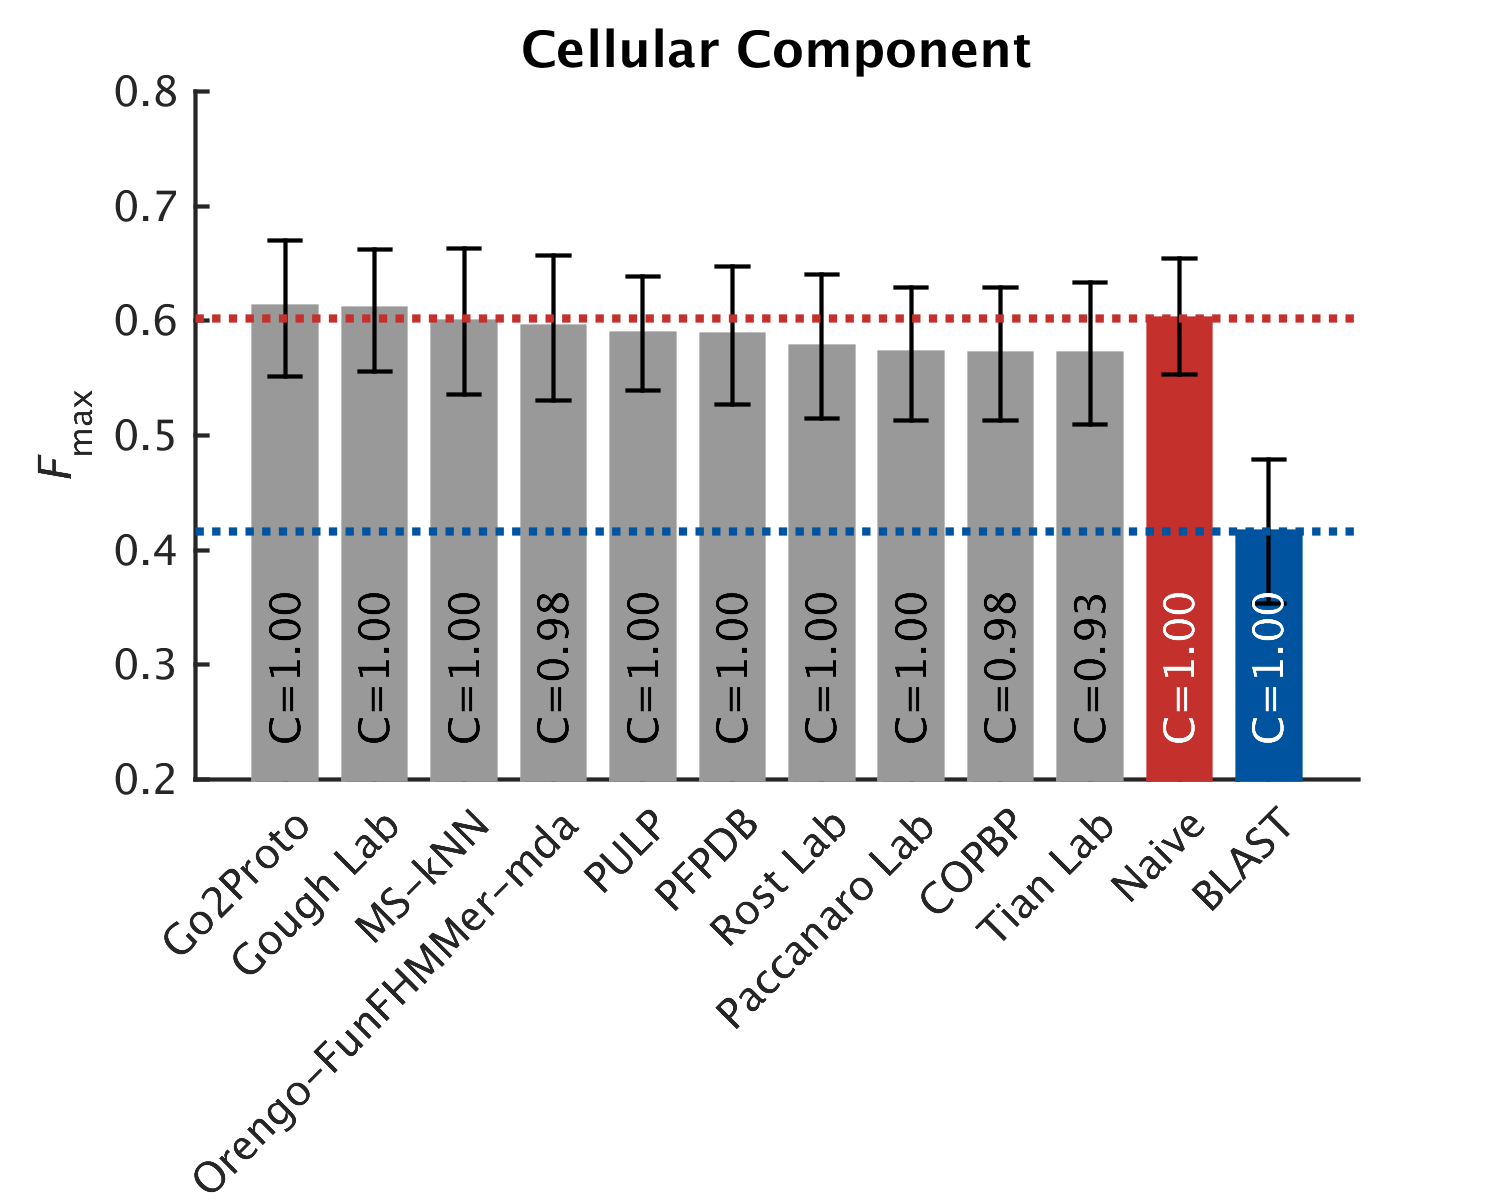 Cellular Component
0.8
0.7
0.6
0.5
0.4
0.3
0.2
Fmax
C=1.00
C=1.00
C=1.00
C=0.98
C=1.00
C=1.00
C=1.00
C=1.00
C=0.98
C=0.93
C=1.00
C=1.00
Go2Proto
Gough Lab
MS-kNN
Orengo-FunFHMMer-mda
PULP
PFPDB
Rost Lab
Paccanaro Lab
COPBP
Tian Lab
Naive
BLAST